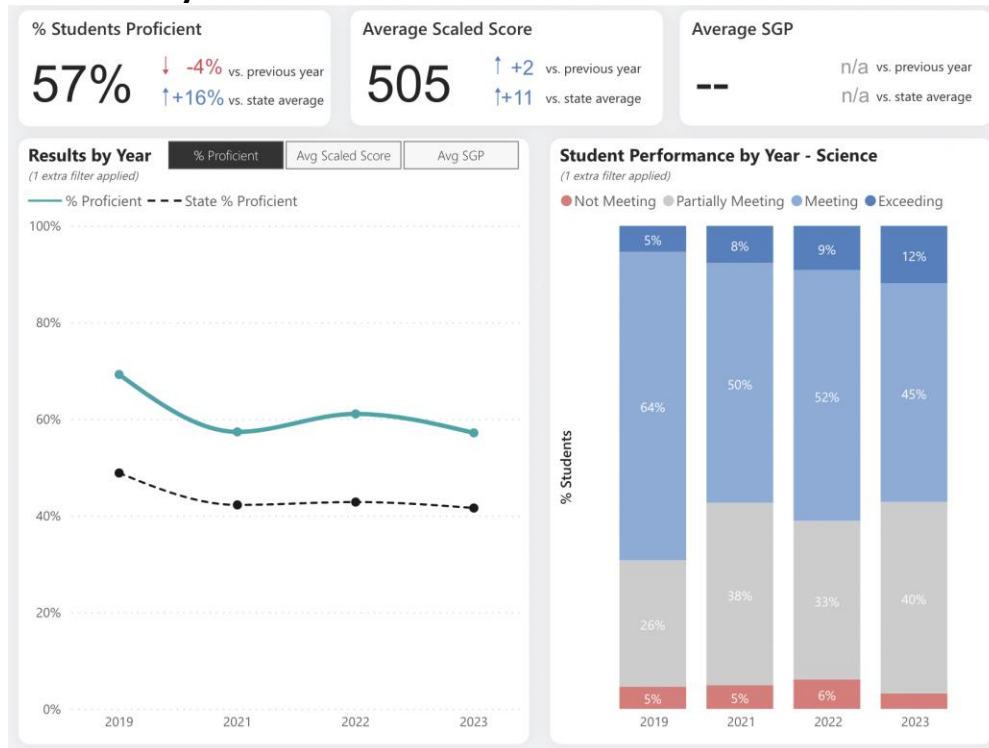 % Students Proficient
57%
↓ -4% vs. previous year
↑+16% vs. state average
Average Scaled Score
505
↑ +2 vs. previous year
↑+11 vs. state average
Average SGP
--
n/a vs. previous year
n/a vs. state average
Results by Year
% Proficient
Avg Scaled Score
Avg SGP
(1 extra filter applied)
% Proficient
State % Proficient
100%
80%
60%
40%
20%
0%
2019
2021
2022
2023
Student Performance by Year - Science
(1 extra filter applied)
Not Meeting
Partially Meeting
Meeting
Exceeding
% Students
5%
8%
9%
12%
64%
50%
52%
45%
26%
38%
33%
40%
5%
5%
6%
2019
2021
2022
2023